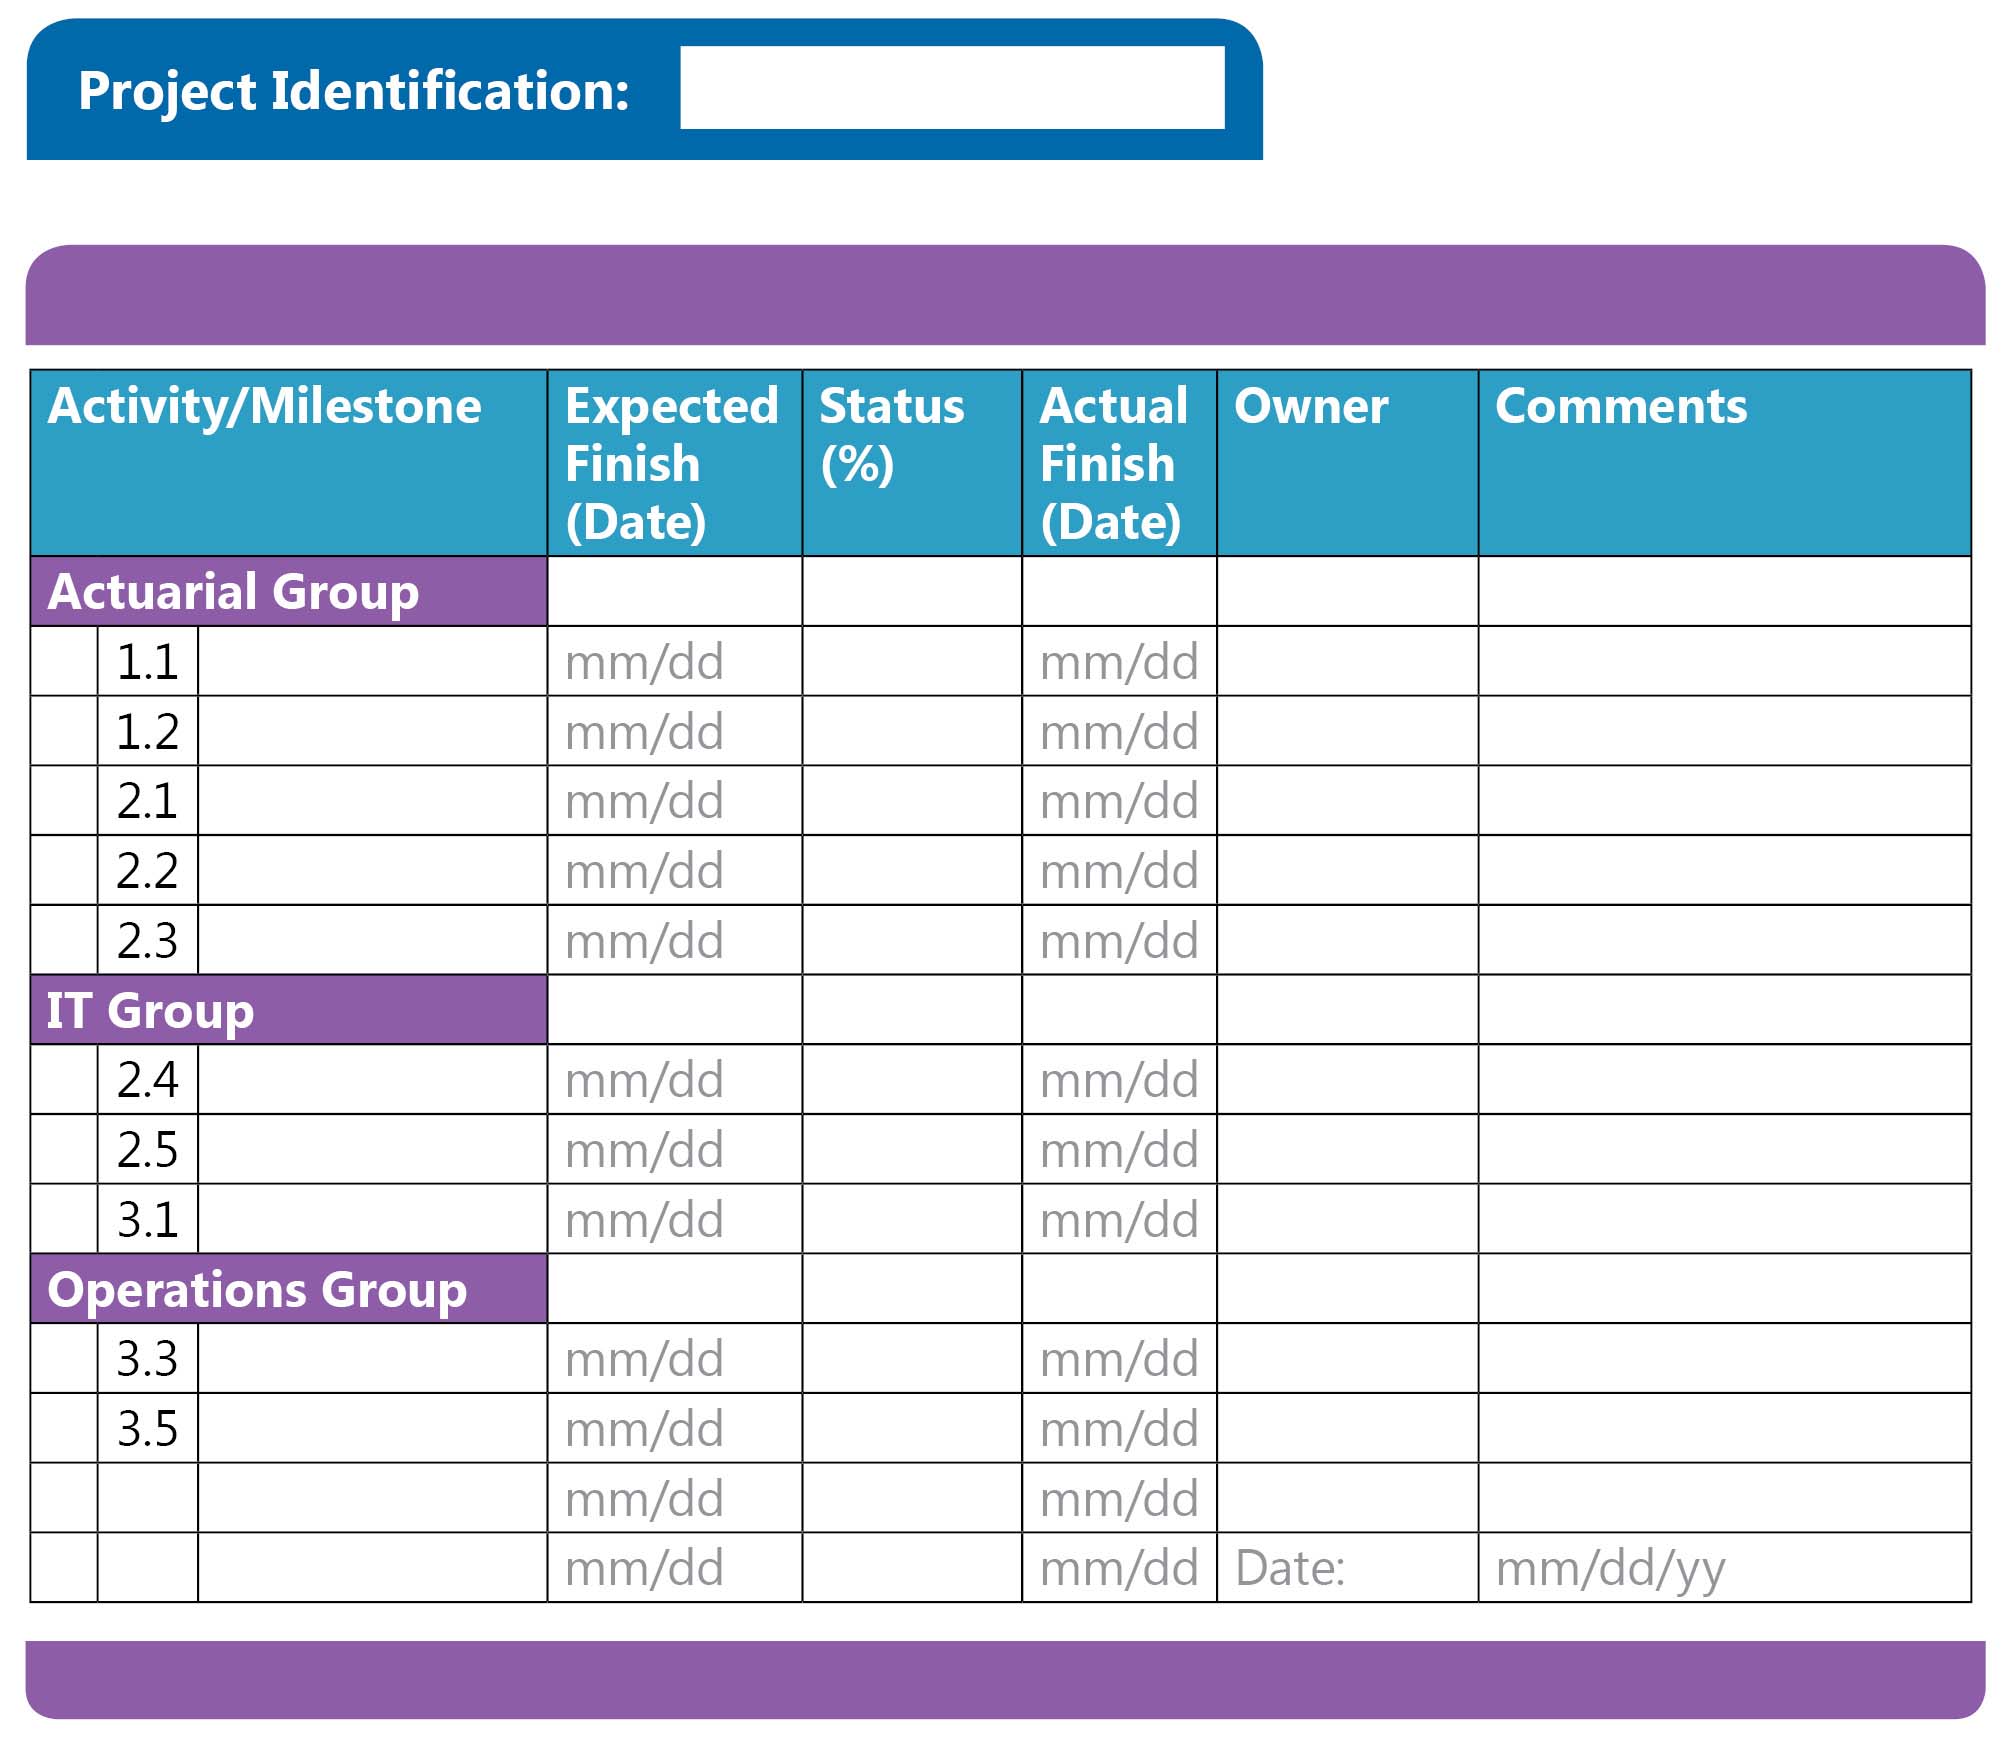 Project Identification:
Activity/Milestone Expected Finish (Date) Status (%) Actual Finish (Date) Owner Comments
Actuarial Group
1.1 mm/dd mm/dd
1.2 mm/dd mm/dd
2.1 mm/dd mm/dd
2.2 mm/dd mm/dd
2.3 mm/dd mm/dd
IT Group
2.4 mm/dd mm/dd
2.5 mm/dd mm/dd
3.1 mm/dd mm/dd
Operations Group
3.3 mm/dd mm/dd
3.5 mm/dd mm/dd
mm/dd mm/dd
mm/dd mm/dd Date: mm/dd/yy